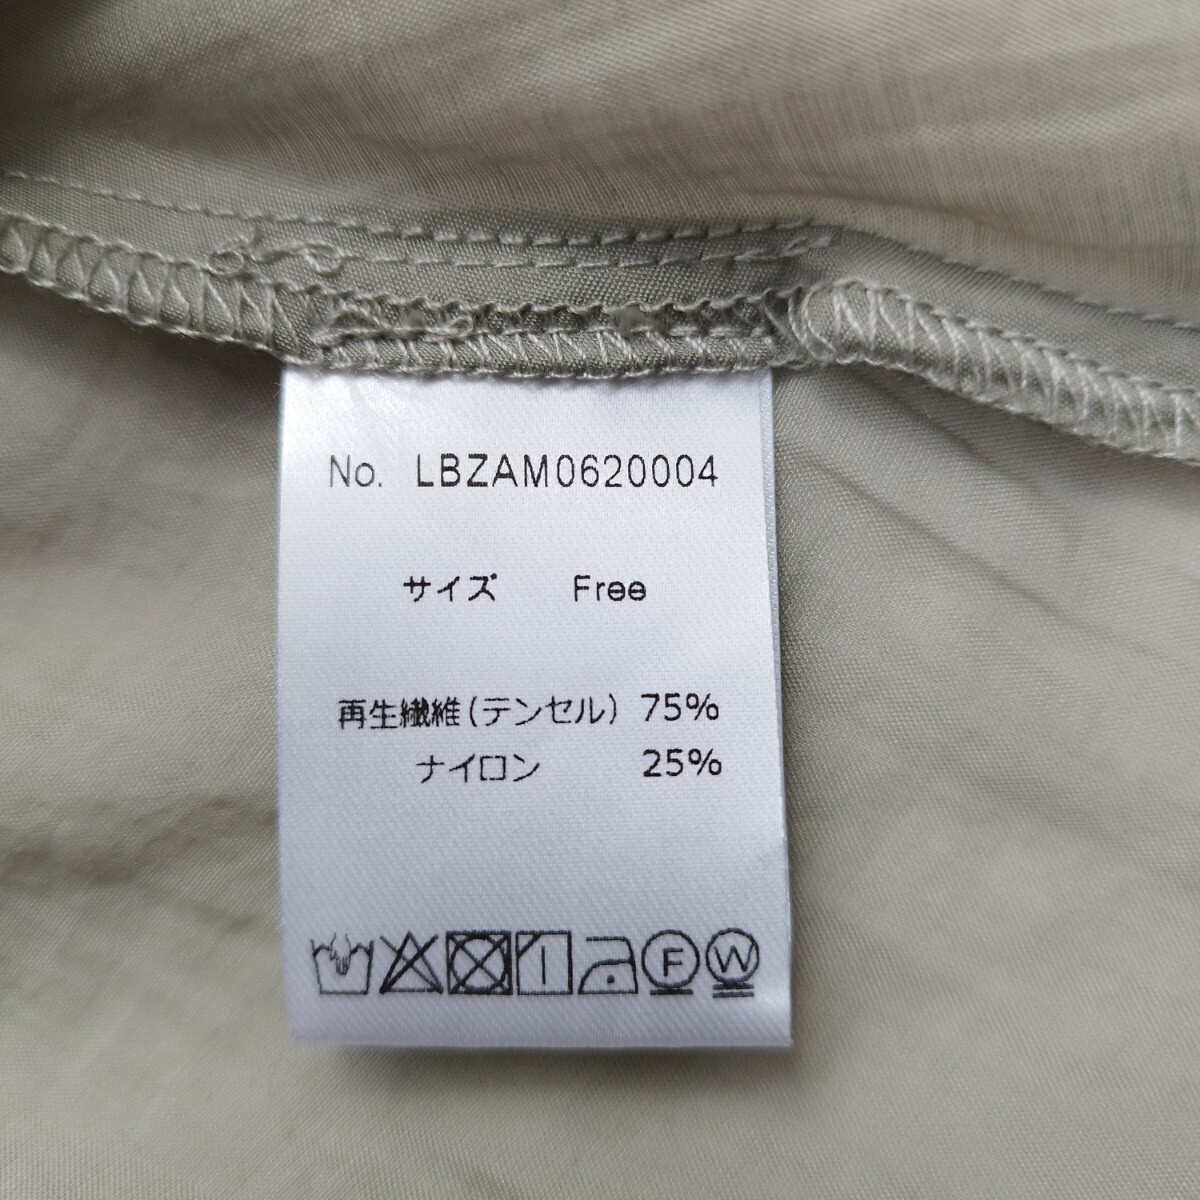 No. LBZAM0620004
サイズ Free
再生繊維(テンセル) 75%
ナイロン 25%
F W